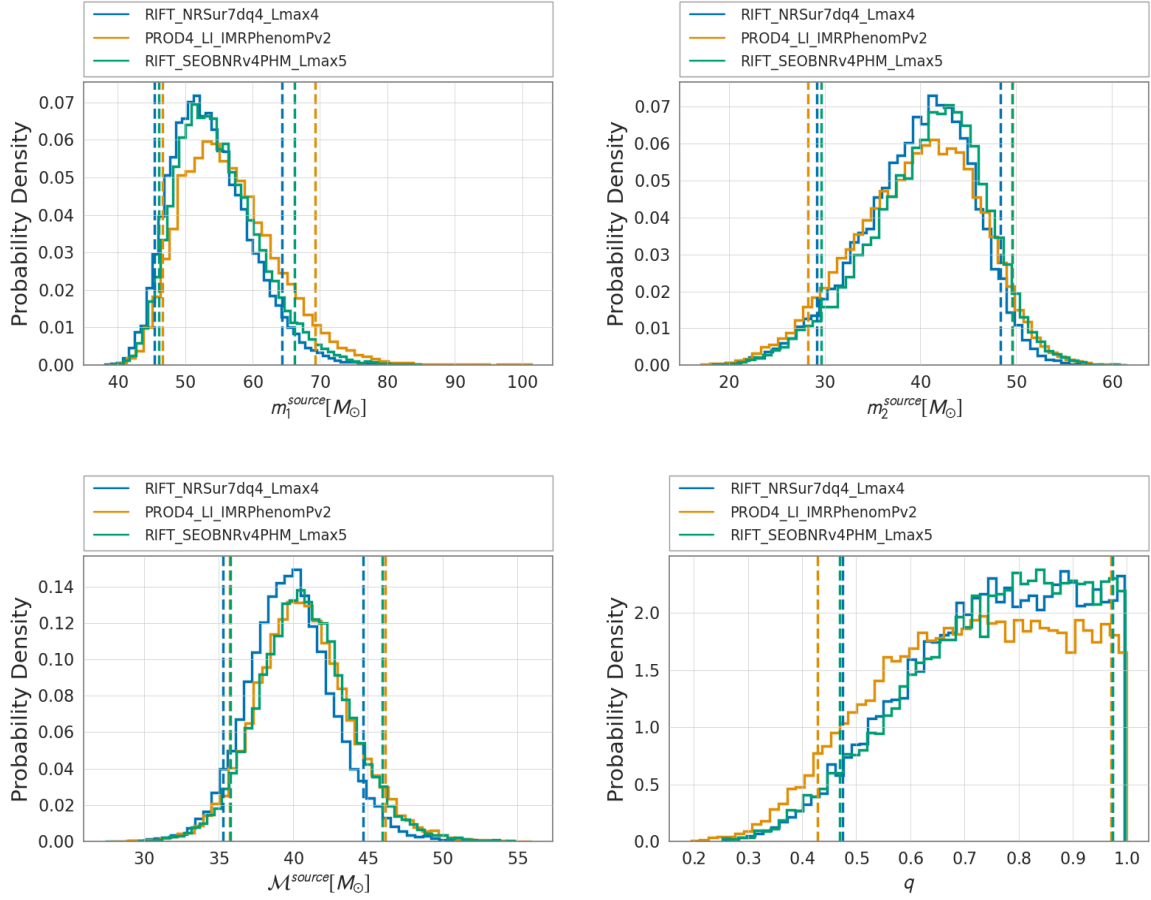 RIFT_NRSur7dq4_Lmax4
PROD4_LI_IMRPhenomPv2
RIFT_SEOBNRv4PHM_Lmax5
0.07
0.06
0.05
0.04
0.03
0.02
0.01
0.00
Probability Density
40 50 60 70 80 90 100
m₁^source [M⊙]
RIFT_NRSur7dq4_Lmax4
PROD4_LI_IMRPhenomPv2
RIFT_SEOBNRv4PHM_Lmax5
0.07
0.06
0.05
0.04
0.03
0.02
0.01
0.00
Probability Density
20 30 40 50 60
m₂^source [M⊙]
RIFT_NRSur7dq4_Lmax4
PROD4_LI_IMRPhenomPv2
RIFT_SEOBNRv4PHM_Lmax5
0.14
0.12
0.10
0.08
0.06
0.04
0.02
0.00
Probability Density
30 35 40 45 50 55
ℳ^source [M⊙]
RIFT_NRSur7dq4_Lmax4
PROD4_LI_IMRPhenomPv2
RIFT_SEOBNRv4PHM_Lmax5
2.0
1.5
1.0
0.5
0.0
Probability Density
0.2 0.3 0.4 0.5 0.6 0.7 0.8 0.9 1.0
q